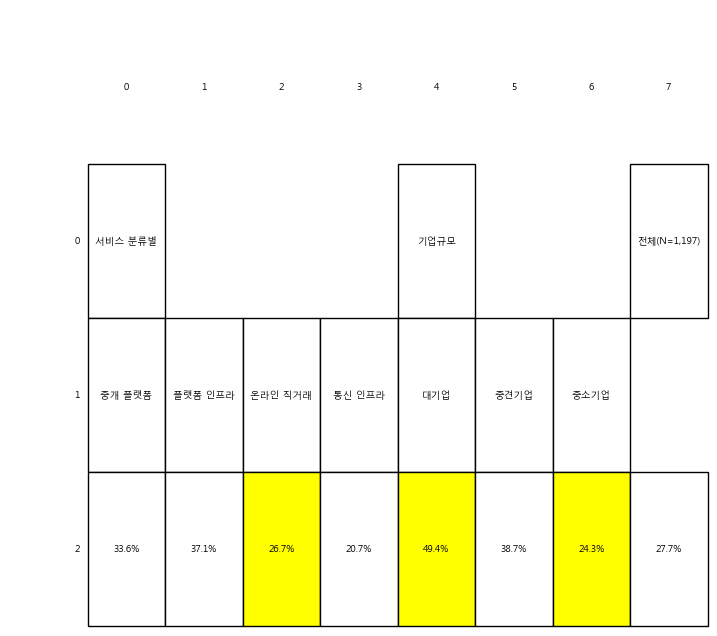 0 1 2 3 4 5 6 7
0 서비스 분류별 기업규모 전체(N=1,197)
1 중개 플랫폼 플랫폼 인프라 온라인 직거래 통신 인프라 대기업 중견기업 중소기업
2 33.6% 37.1% 26.7% 20.7% 49.4% 38.7% 24.3% 27.7%